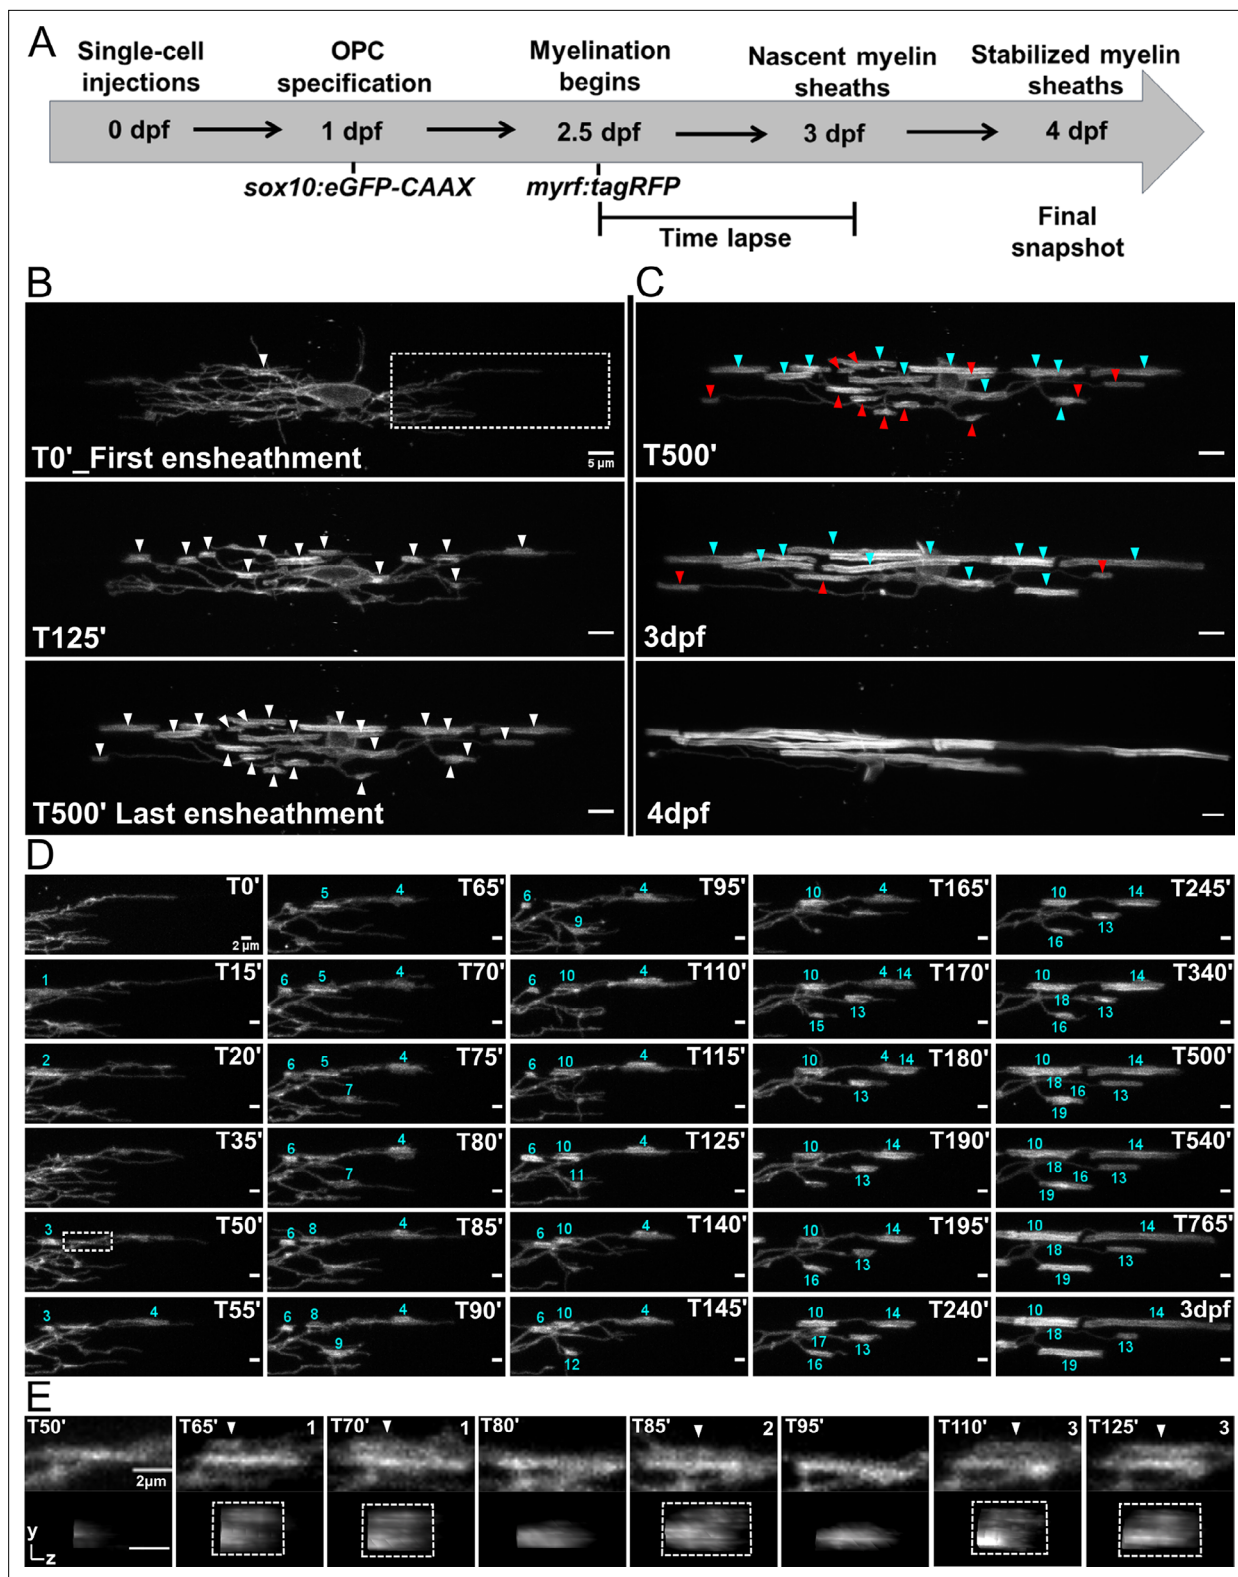 A
Single-cell injections
OPC specification
Myelination begins
Nascent myelin sheaths
Stabilized myelin sheaths
0 dpf
1 dpf
2.5 dpf
3 dpf
4 dpf
sox10:eGFP-CAAX
myrf:tagRFP
Time lapse
Final snapshot
B
T0'_First ensheathment
5 µm
T125'
T500' Last ensheathment
C
T500'
3dpf
4dpf
D
T0'
2 µm
5 4 T65'
6 9 4 T95'
10 4 T165'
10 14 13 16 T245'
1 T15'
6 5 4 T70'
6 10 4 T110'
10 4 14 13 15 T170'
10 14 18 13 16 T340'
2 T20'
6 5 4 7 T75'
6 10 4 T115'
10 4 14 13 T180'
10 14 18 16 13 19 T500'
T35'
6 4 7 T80'
6 10 4 11 T125'
10 14 13 T190'
10 14 18 16 13 19 T540'
3 T50'
6 8 4 T85'
6 10 4 T140'
10 14 13 16 T195'
10 14 18 13 19 T765'
3 4 T55'
6 8 4 9 T90'
6 10 4 12 T145'
10 14 17 13 16 T240'
10 14 18 13 19 3dpf
E
T50'
2µm
T65' 1
T70' 1
T80'
T85' 2
T95'
T110' 3
T125' 3
y
z